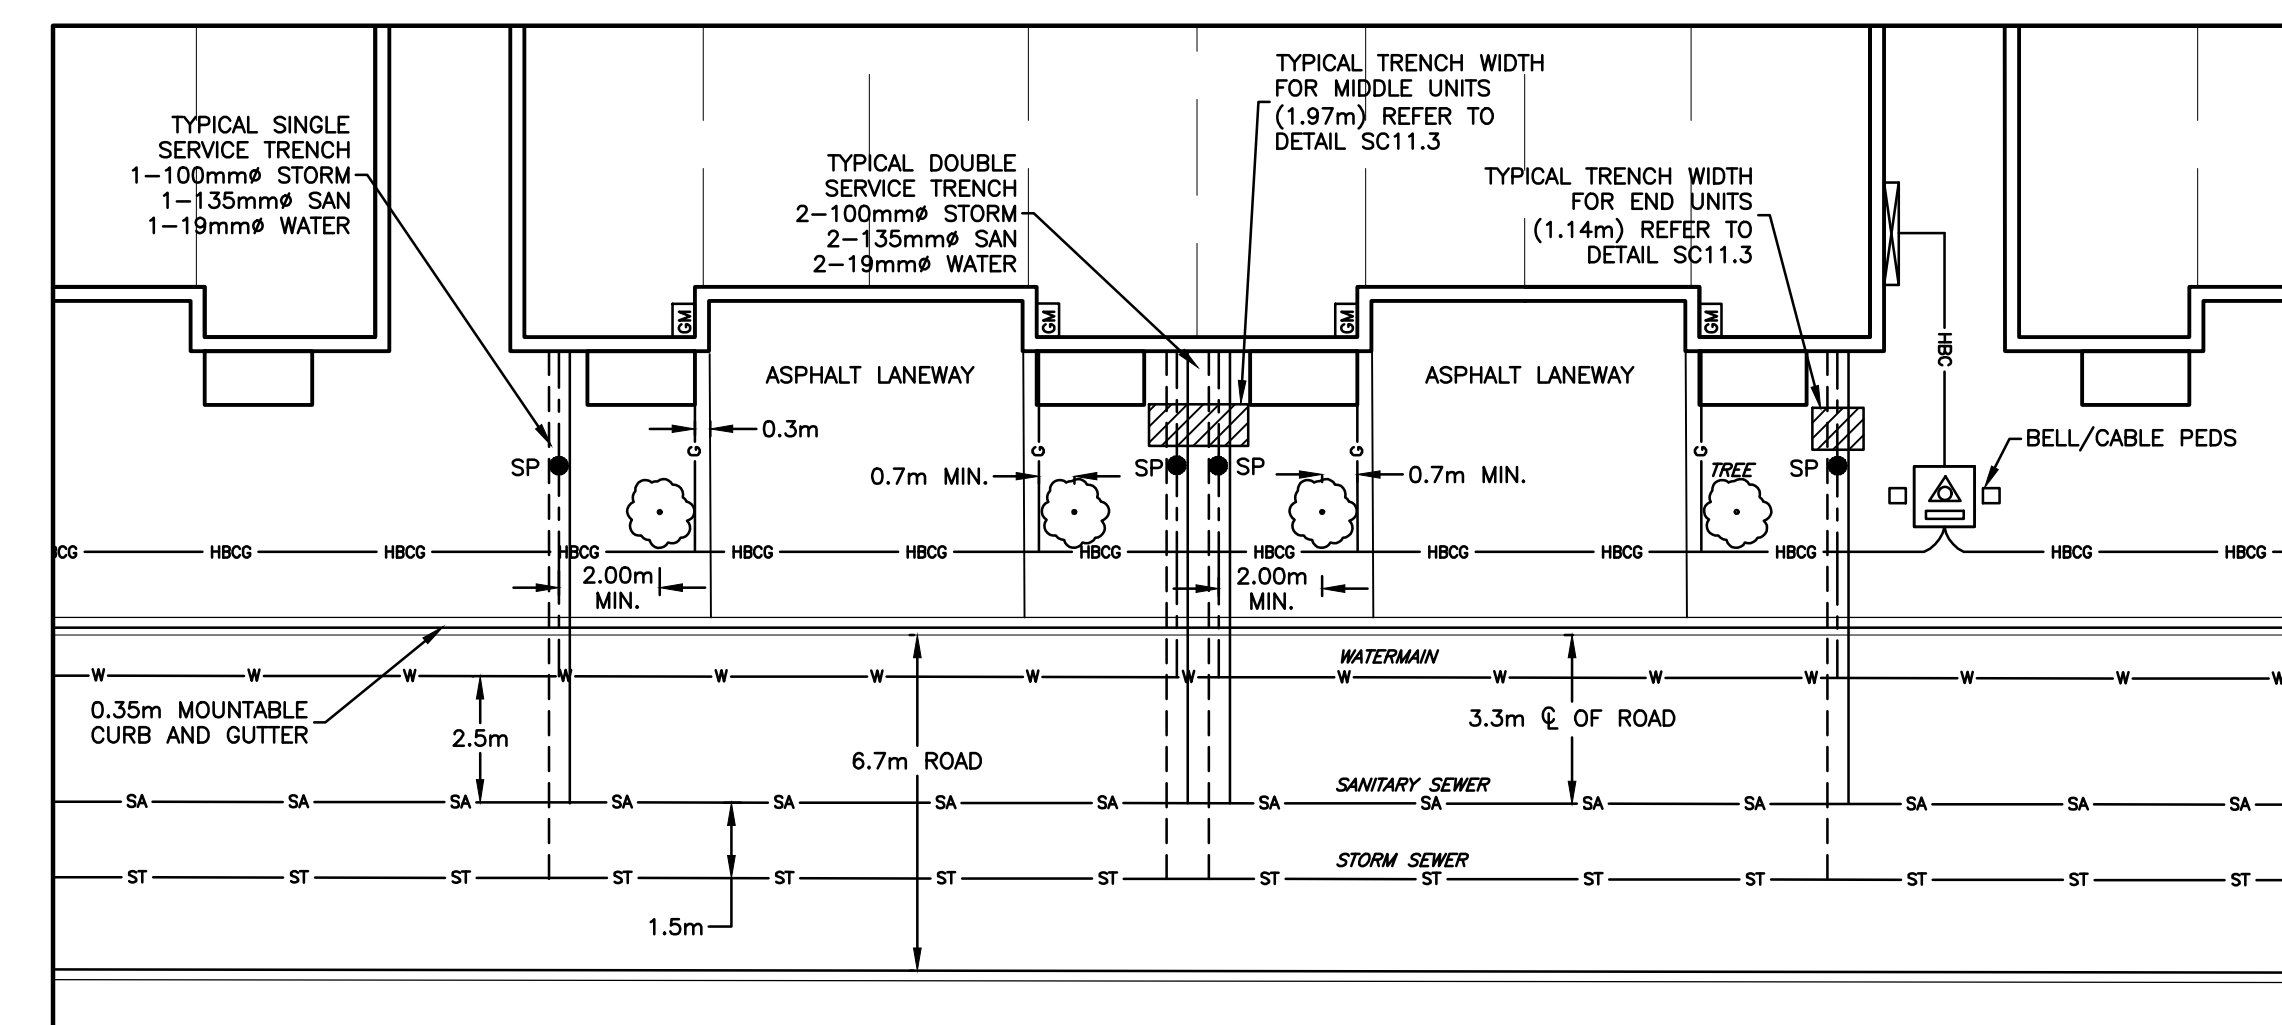 TYPICAL TRENCH WIDTH
FOR MIDDLE UNITS
(1.97m) REFER TO
DETAIL SC11.3
TYPICAL SINGLE
SERVICE TRENCH
1-100mmø STORM
1-135mmø SAN
1-19mmø WATER
TYPICAL DOUBLE
SERVICE TRENCH
2-100mmø STORM
2-135mmø SAN
2-19mmø WATER
TYPICAL TRENCH WIDTH
FOR END UNITS
(1.14m) REFER TO
DETAIL SC11.3
GM GM GM GM
HBC
ASPHALT LANEWAY ASPHALT LANEWAY
0.3m
BELL/CABLE PEDS
G G G G
SP SP SP SP
TREE
0.7m MIN. 0.7m MIN.
HBCG HBCG HBCG HBCG HBCG HBCG HBCG HBCG HBCG HBCG HBCG HBCG
2.00m
MIN.
2.00m
MIN.
WATERMAIN
W W W W W W W W W W W W W W W
0.35m MOUNTABLE
CURB AND GUTTER
2.5m
3.3m ℄ OF ROAD
6.7m ROAD
SANITARY SEWER
SA SA SA SA SA SA SA SA SA SA SA SA SA SA
STORM SEWER
ST ST ST ST ST ST ST ST ST ST ST ST ST ST
1.5m